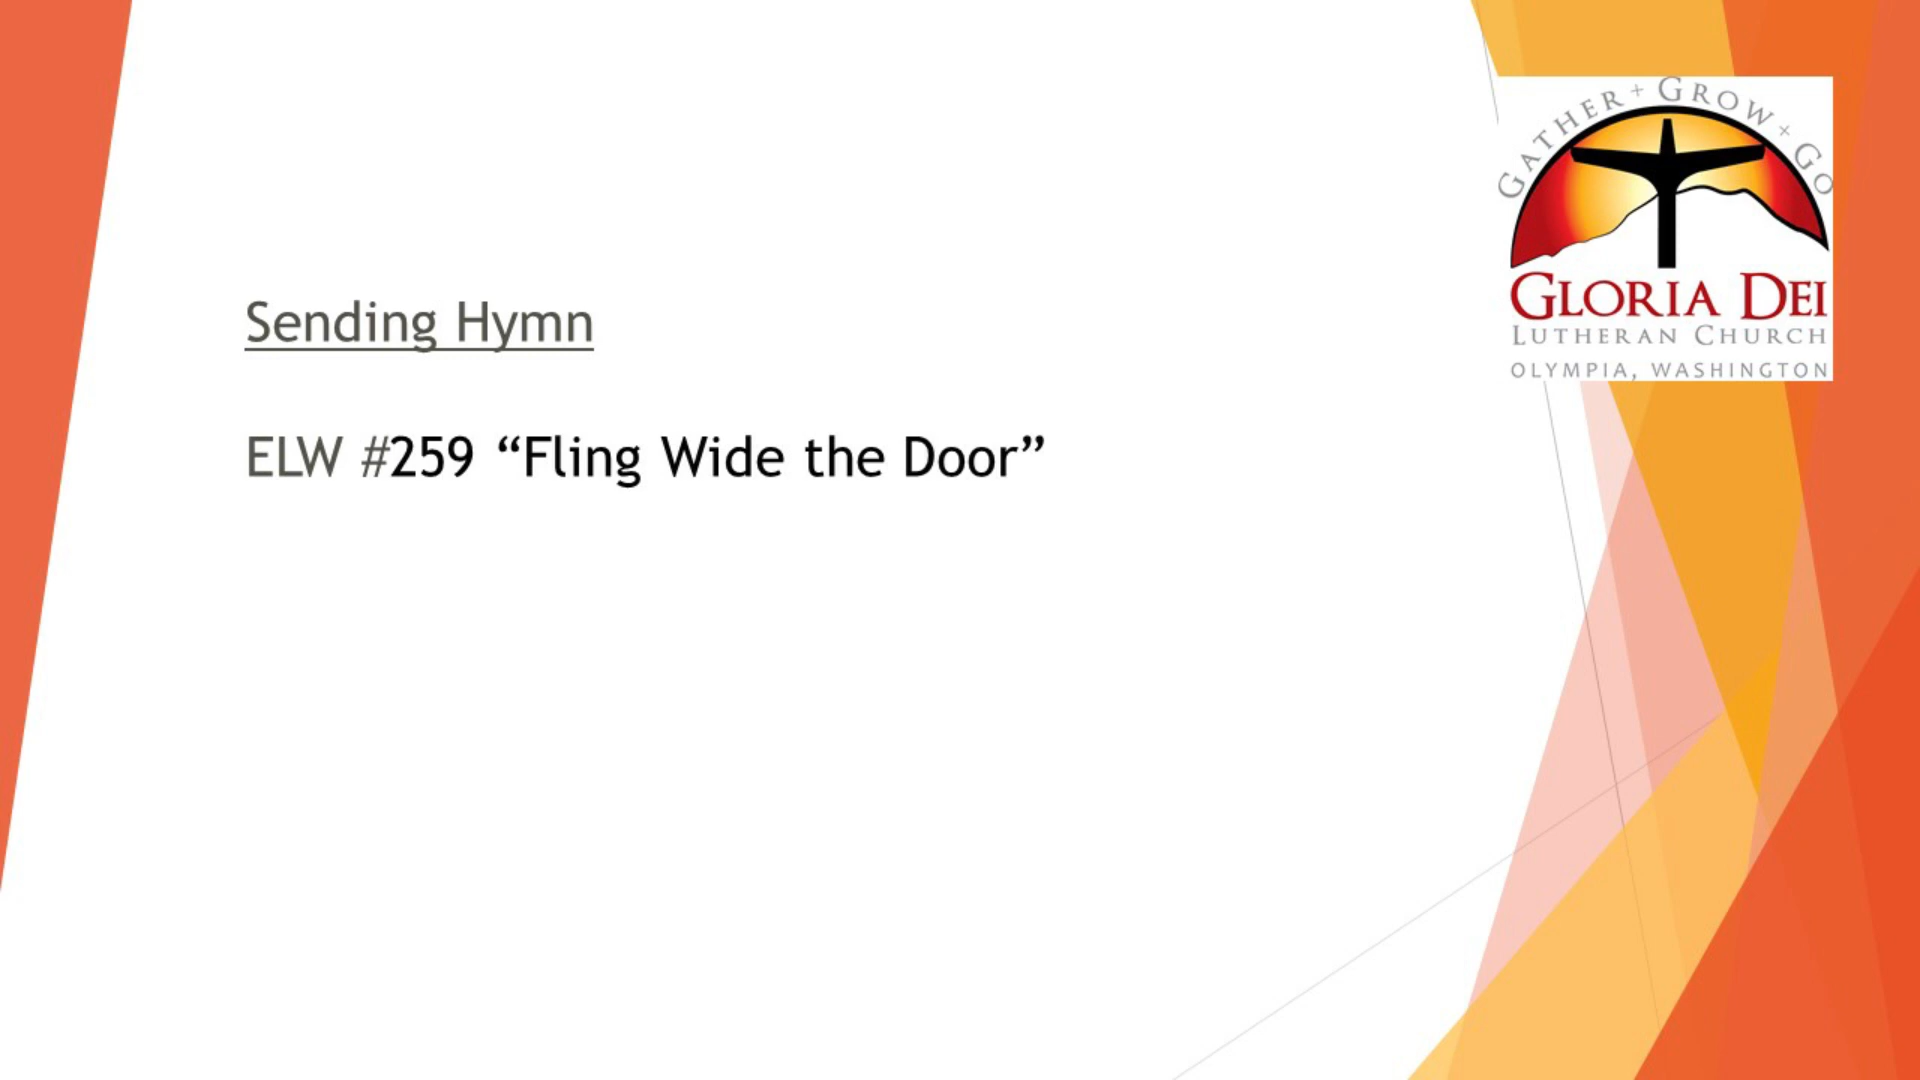 GATHER + GROW + GO
GLORIA DEI
LUTHERAN CHURCH
OLYMPIA, WASHINGTON
Sending Hymn
ELW #259 “Fling Wide the Door”